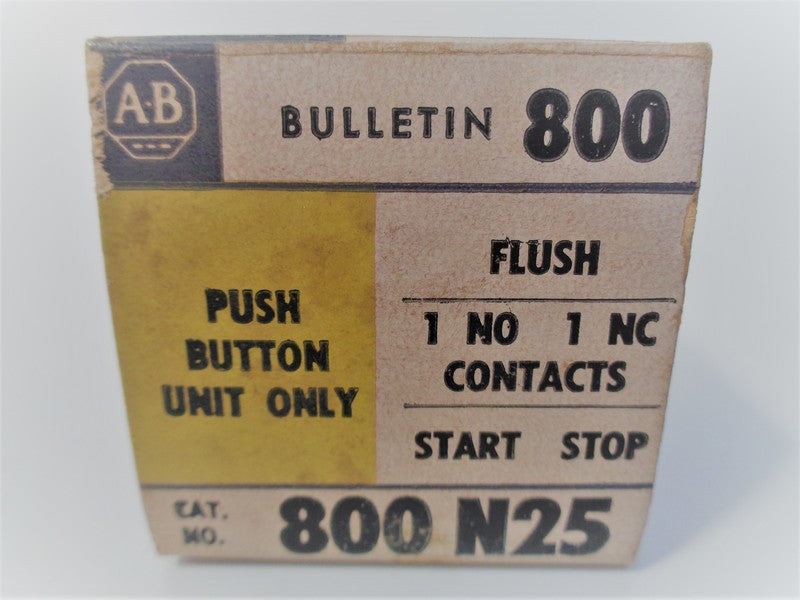 A·B
BULLETIN 800
PUSH
BUTTON
UNIT ONLY
FLUSH
1 NO 1 NC
CONTACTS
START STOP
CAT.
NO.
800 N25